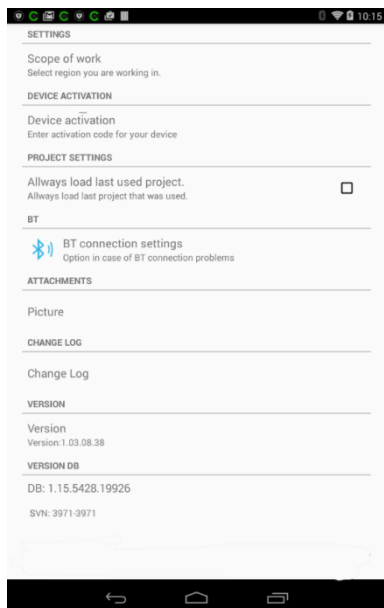 10:15
SETTINGS
Scope of work
Select region you are working in.
DEVICE ACTIVATION
Device activation
Enter activation code for your device
PROJECT SETTINGS
Allways load last used project.
Allways load last project that was used.
BT
BT connection settings
Option in case of BT connection problems
ATTACHMENTS
Picture
CHANGE LOG
Change Log
VERSION
Version
Version:1.03.08.38
VERSION DB
DB: 1.15.5428.19926
SVN: 3971-3971